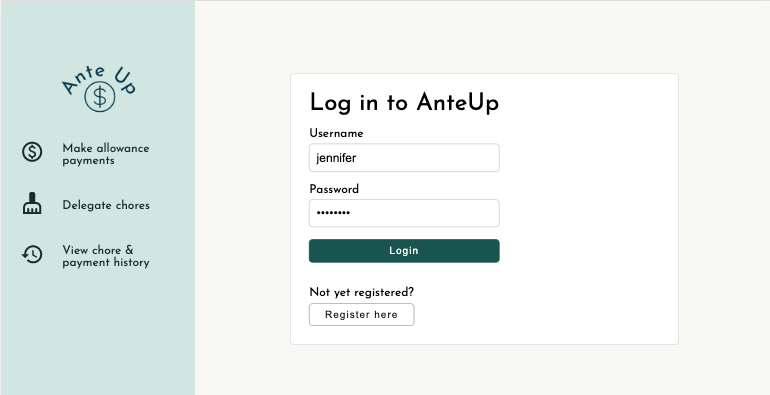 Ante Up
$
$
Make allowance
payments
Delegate chores
View chore &
payment history
Log in to AnteUp
Username
jennifer
Password
••••••••
Login
Not yet registered?
Register here